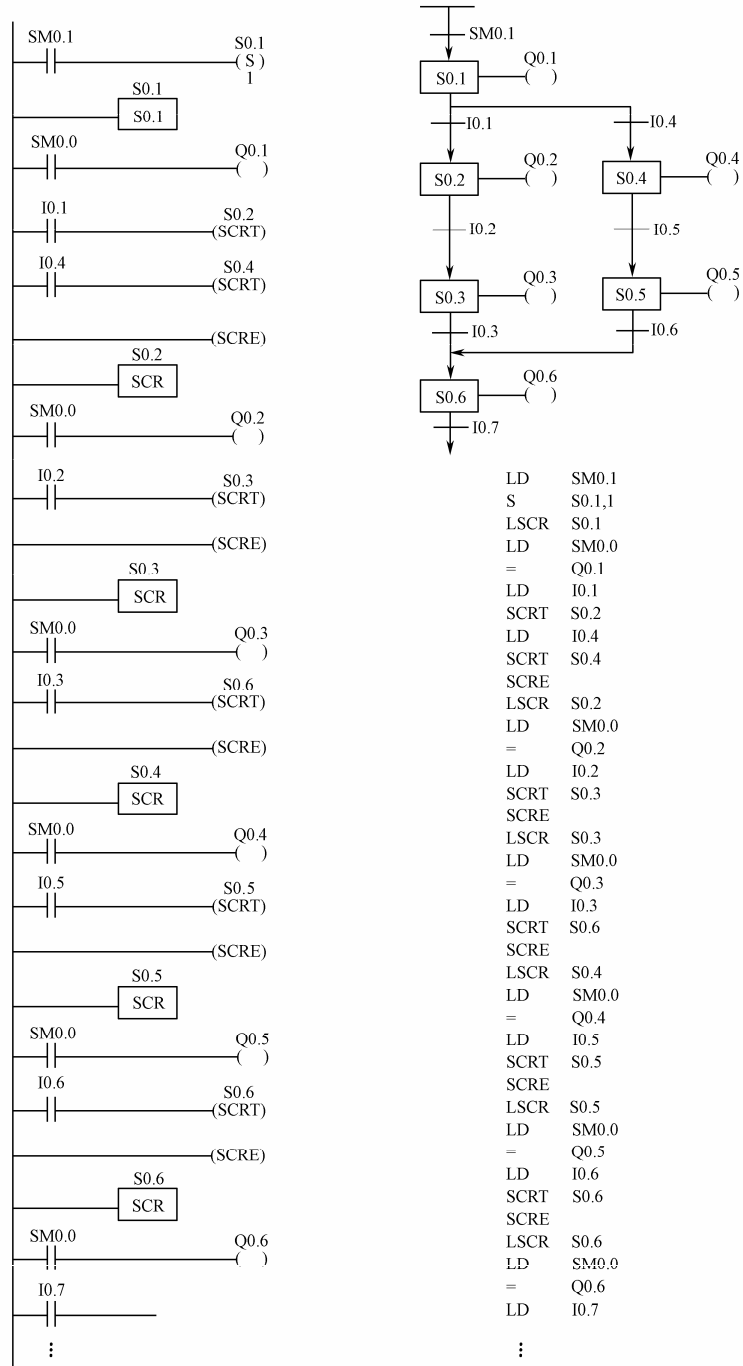 SM0.1
S0.1
( S )
1
S0.1
S0.1
SM0.0
Q0.1
( )
I0.1
S0.2
(SCRT)
I0.4
S0.4
(SCRT)
(SCRE)
S0.2
SCR
SM0.0
Q0.2
( )
I0.2
S0.3
(SCRT)
(SCRE)
S0.3
SCR
SM0.0
Q0.3
( )
I0.3
S0.6
(SCRT)
(SCRE)
S0.4
SCR
SM0.0
Q0.4
( )
I0.5
S0.5
(SCRT)
(SCRE)
S0.5
SCR
SM0.0
Q0.5
( )
I0.6
S0.6
(SCRT)
(SCRE)
S0.6
SCR
SM0.0
Q0.6
( )
I0.7
⋮
SM0.1
Q0.1
S0.1 ( )
I0.1 I0.4
Q0.2 Q0.4
S0.2 ( ) S0.4 ( )
I0.2 I0.5
Q0.3 Q0.5
S0.3 ( ) S0.5 ( )
I0.3 I0.6
Q0.6
S0.6 ( )
I0.7
LD SM0.1
S S0.1,1
LSCR S0.1
LD SM0.0
= Q0.1
LD I0.1
SCRT S0.2
LD I0.4
SCRT S0.4
SCRE
LSCR S0.2
LD SM0.0
= Q0.2
LD I0.2
SCRT S0.3
SCRE
LSCR S0.3
LD SM0.0
= Q0.3
LD I0.3
SCRT S0.6
SCRE
LSCR S0.4
LD SM0.0
= Q0.4
LD I0.5
SCRT S0.5
SCRE
LSCR S0.5
LD SM0.0
= Q0.5
LD I0.6
SCRT S0.6
SCRE
LSCR S0.6
LD SM0.0
= Q0.6
LD I0.7
⋮